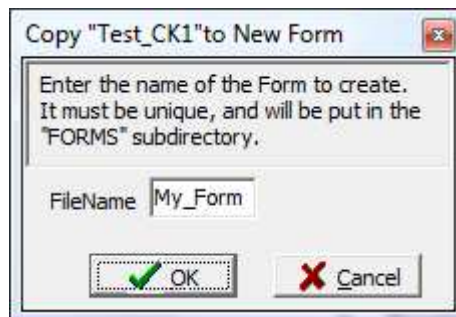 Copy "Test_CK1"to New Form
Enter the name of the Form to create.
It must be unique, and will be put in the
"FORMS" subdirectory.
FileName My_Form
OK Cancel